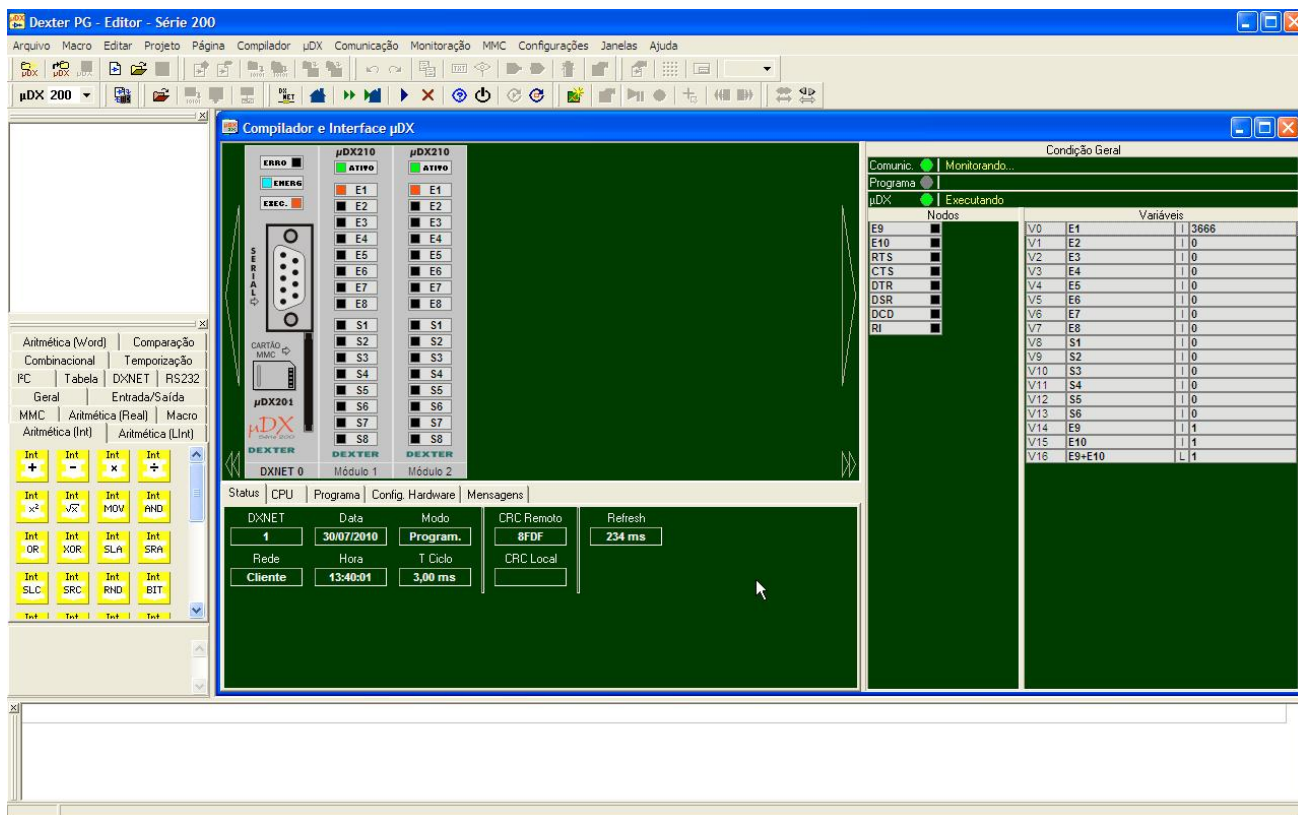 Dexter PG - Editor - Série 200
Arquivo Macro Editar Projeto Página Compilador µDX Comunicação Monitoração MMC Configurações Janelas Ajuda
µDX 200
Compilador e Interface µDX
ERRO
ENERG
EXEC.
SERIAL
CARTÃO
MMC
µDX201
µDX
Série 200
DEXTER
DXNET 0
µDX210
ATIVO
E1
E2
E3
E4
E5
E6
E7
E8
S1
S2
S3
S4
S5
S6
S7
S8
DEXTER
Módulo 1
µDX210
ATIVO
E1
E2
E3
E4
E5
E6
E7
E8
S1
S2
S3
S4
S5
S6
S7
S8
DEXTER
Módulo 2
Condição Geral
Comunic. Monitorando...
Programa
µDX Executando
Nodos
E9
E10
RTS
CTS
DTR
DSR
DCD
RI
Variáveis
V0 E1 I 3666
V1 E2 I 0
V2 E3 I 0
V3 E4 I 0
V4 E5 I 0
V5 E6 I 0
V6 E7 I 0
V7 E8 I 0
V8 S1 I 0
V9 S2 I 0
V10 S3 I 0
V11 S4 I 0
V12 S5 I 0
V13 S6 I 0
V14 E9 I 1
V15 E10 I 1
V16 E9+E10 L 1
Aritmética (Word) Comparação
Combinacional Temporização
I²C Tabela DXNET RS232
Geral Entrada/Saída
MMC Aritmética (Real) Macro
Aritmética (Int) Aritmética (LInt)
Int Int Int Int
+ - × ÷
Int Int Int Int
x² √x MOV AND
Int Int Int Int
OR XOR SLA SRA
Int Int Int Int
SLC SRC RND BIT
Int Int Int Int
Status CPU Programa Config. Hardware Mensagens
DXNET Data Modo CRC Remoto Refresh
1 30/07/2010 Program. 8FDF 234 ms
Rede Hora T Ciclo CRC Local
Cliente 13:40:01 3,00 ms